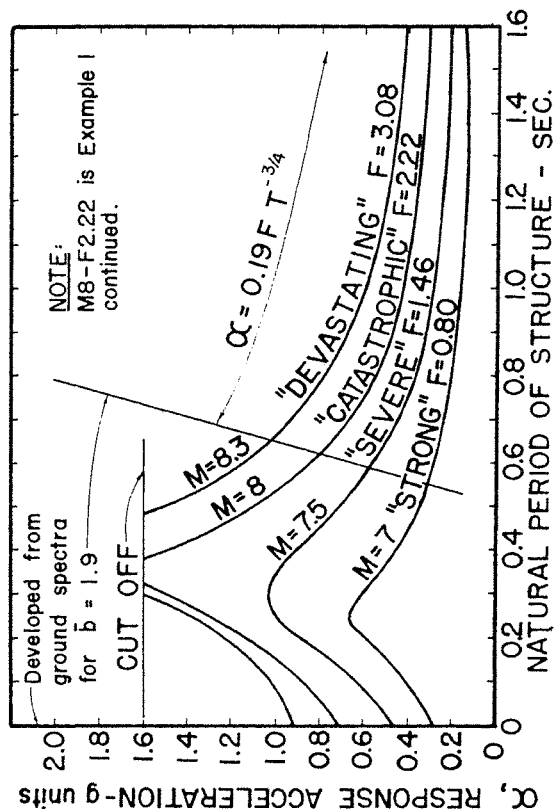 Developed from
ground spectra
for b̄ = 1.9
CUT OFF
NOTE:
M8-F2.22 is Example I
continued.
α = 0.19 F T^-3/4
M=8.3 "DEVASTATING" F=3.08
M=8 "CATASTROPHIC" F=2.22
M=7.5 "SEVERE" F=1.46
M=7 "STRONG" F=0.80
α, RESPONSE ACCELERATION-g units
2.0
1.8
1.6
1.4
1.2
1.0
0.8
0.6
0.4
0.2
0
0 0.2 0.4 0.6 0.8 1.0 1.2 1.4 1.6
NATURAL PERIOD OF STRUCTURE - SEC.